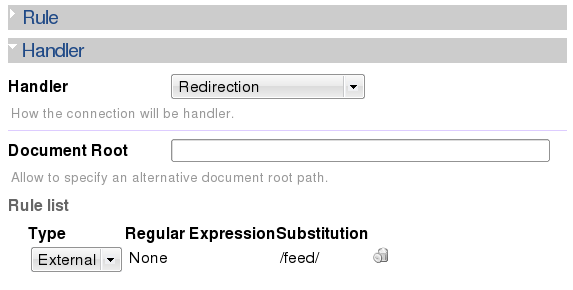 Rule
Handler
Handler Redirection
How the connection will be handler.
Document Root
Allow to specify an alternative document root path.
Rule list
Type Regular Expression Substitution
External None /feed/